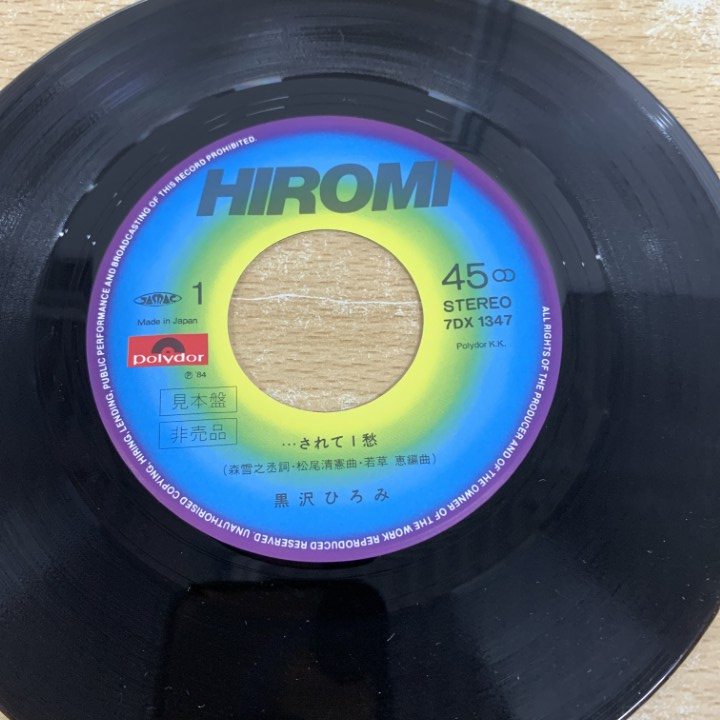 HIROMI
JASRAC 1
Made in Japan
polydor
℗ '84
見本盤
非売品
45
STEREO
7DX 1347
Polydor K.K.
…されてⅠ愁
(森雪之丞詞・松尾清憲曲・若草 恵編曲)
黒沢ひろみ
ALL RIGHTS OF THE PRODUCER AND OF THE OWNER OF THE WORK REPRODUCED RESERVED. UNAUTHORISED COPYING, HIRING, LENDING, PUBLIC PERFORMANCE AND BROADCASTING OF THIS RECORD PROHIBITED.